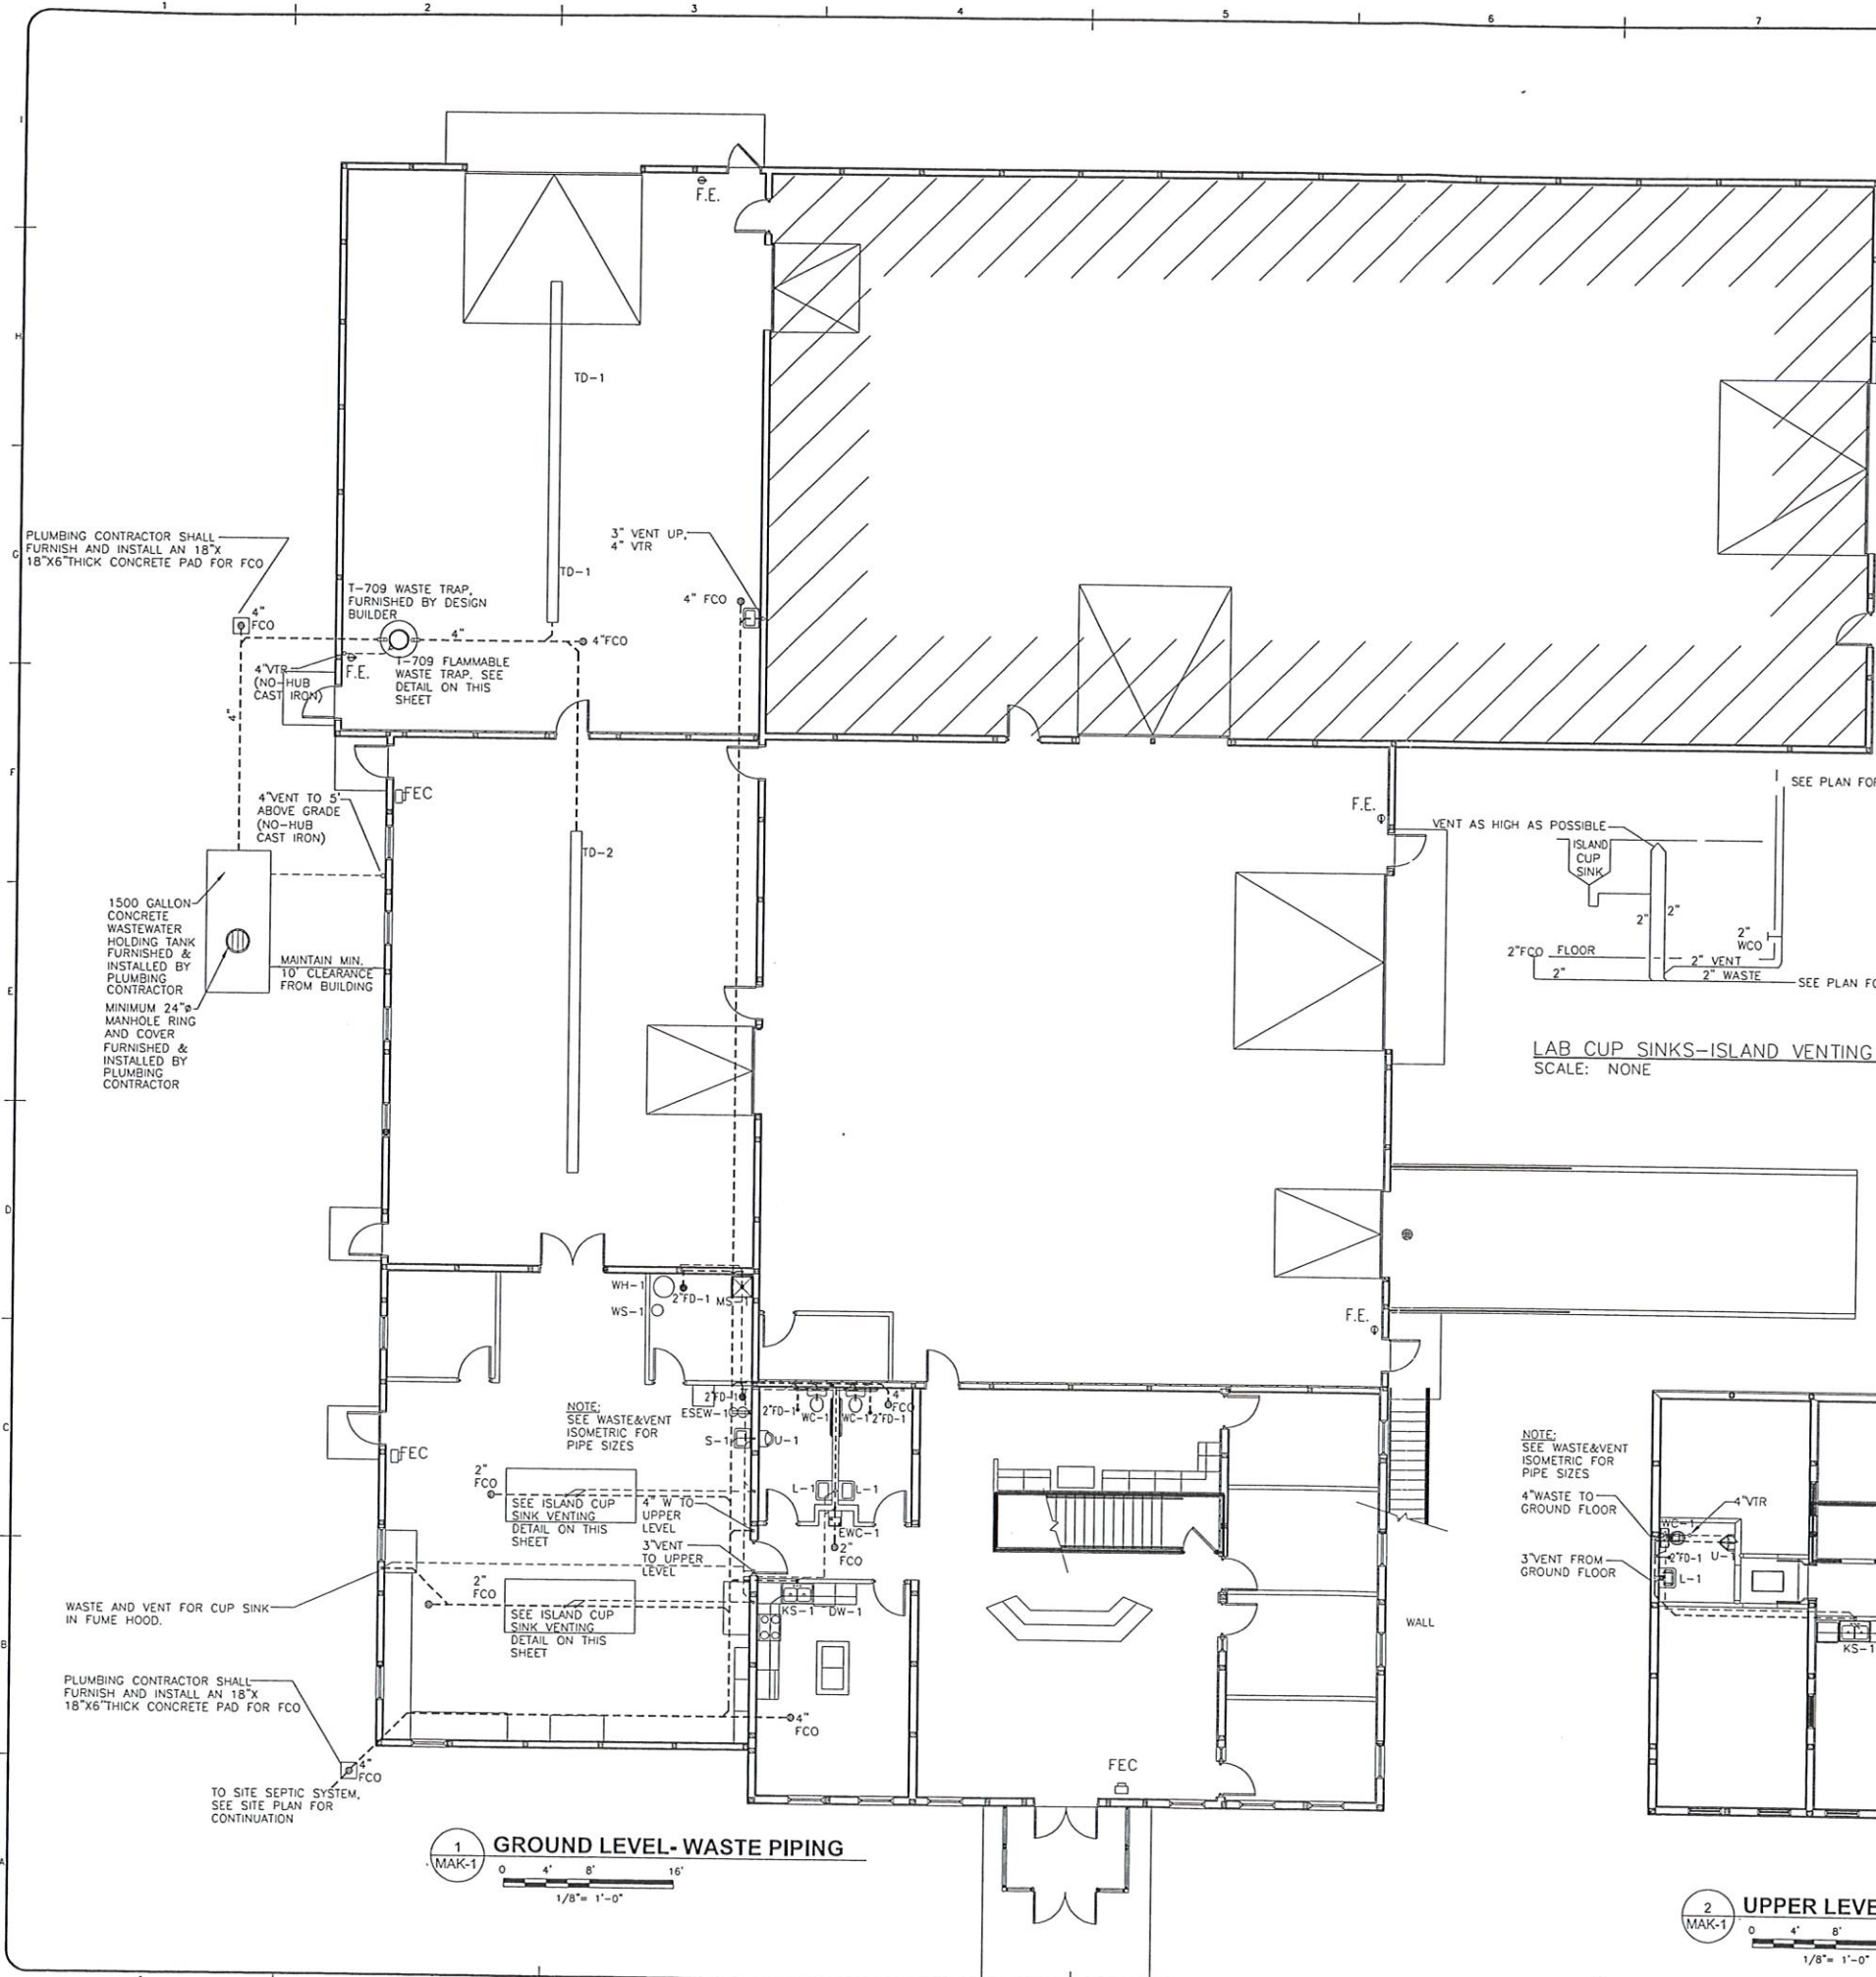 1 2 3 4 5 6 7
I
H
G
F
E
D
C
B
A
F.E.
TD-1
TD-1
PLUMBING CONTRACTOR SHALL
FURNISH AND INSTALL AN 18"X
18"X6"THICK CONCRETE PAD FOR FCO
4"
FCO
T-709 WASTE TRAP,
FURNISHED BY DESIGN
BUILDER
4"
4"FCO
3" VENT UP,
4" VTR
4" FCO
4"VTR
(NO-HUB
CAST IRON)
F.E.
T-709 FLAMMABLE
WASTE TRAP. SEE
DETAIL ON THIS
SHEET
4"
FEC
4"VENT TO 5'
ABOVE GRADE
(NO-HUB
CAST IRON)
TD-2
1500 GALLON
CONCRETE
WASTEWATER
HOLDING TANK
FURNISHED &
INSTALLED BY
PLUMBING
CONTRACTOR
MAINTAIN MIN.
10' CLEARANCE
FROM BUILDING
MINIMUM 24"ø
MANHOLE RING
AND COVER
FURNISHED &
INSTALLED BY
PLUMBING
CONTRACTOR
F.E.
SEE PLAN FOR
VENT AS HIGH AS POSSIBLE
ISLAND
CUP
SINK
2"
2"
2"
WCO
2"FCO
FLOOR
2" VENT
2"
2" WASTE
SEE PLAN FO
LAB CUP SINKS-ISLAND VENTING
SCALE: NONE
WH-1
2"FD-1
MS-1
WS-1
F.E.
2"FD-1
ESEW-1
S-1
U-1
2"FD-1
WC-1
WC-1
2"FD-1
4"
FCO
NOTE:
SEE WASTE&VENT
ISOMETRIC FOR
PIPE SIZES
FEC
2"
FCO
SEE ISLAND CUP
SINK VENTING
DETAIL ON THIS
SHEET
4" W TO
UPPER
LEVEL
L-1
L-1
EWC-1
2"
FCO
3"VENT
TO UPPER
LEVEL
2"
FCO
SEE ISLAND CUP
SINK VENTING
DETAIL ON THIS
SHEET
KS-1
DW-1
WASTE AND VENT FOR CUP SINK
IN FUME HOOD.
PLUMBING CONTRACTOR SHALL
FURNISH AND INSTALL AN 18"X
18"X6"THICK CONCRETE PAD FOR FCO
4"
FCO
4"
FCO
TO SITE SEPTIC SYSTEM,
SEE SITE PLAN FOR
CONTINUATION
FEC
WALL
NOTE:
SEE WASTE&VENT
ISOMETRIC FOR
PIPE SIZES
4"WASTE TO
GROUND FLOOR
4"VTR
WC-1
2"FD-1
U-1
3"VENT FROM
GROUND FLOOR
L-1
KS-1
1
MAK-1
GROUND LEVEL- WASTE PIPING
0 4' 8' 16'
1/8"= 1'-0"
2
MAK-1
UPPER LEVE
0 4' 8'
1/8"= 1'-0"